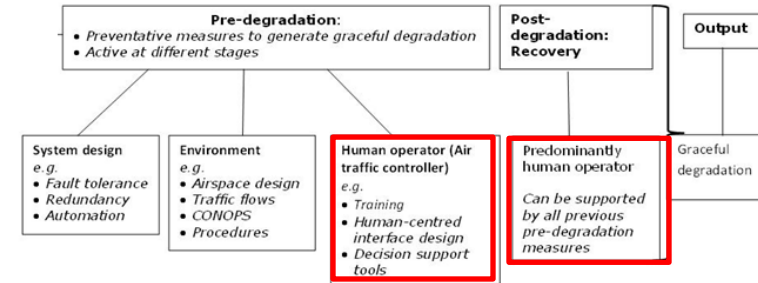 Pre-degradation:
• Preventative measures to generate graceful degradation
• Active at different stages
Post-
degradation:
Recovery
Output
System design
e.g.
• Fault tolerance
• Redundancy
• Automation
Environment
e.g.
• Airspace design
• Traffic flows
• CONOPS
• Procedures
Human operator (Air
traffic controller)
e.g.
• Training
• Human-centred
interface design
• Decision support
tools
Predominantly
human operator
Can be supported
by all previous
pre-degradation
measures
Graceful
degradation